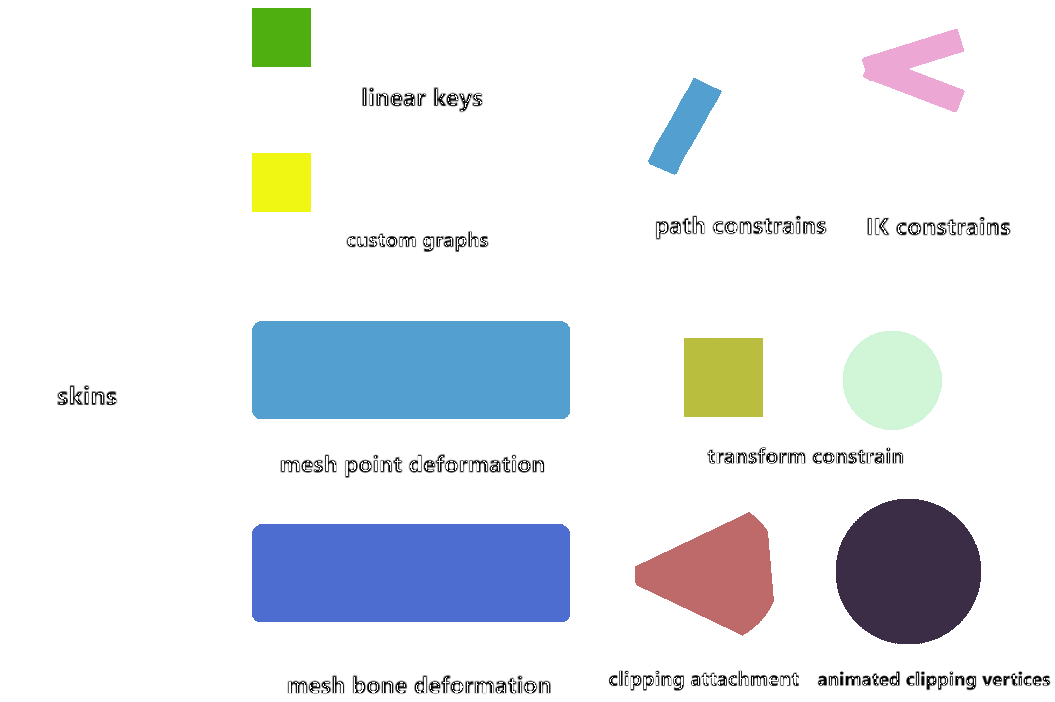 linear keys
custom graphs
path constrains
IK constrains
skins
mesh point deformation
transform constrain
mesh bone deformation
clipping attachment
animated clipping vertices